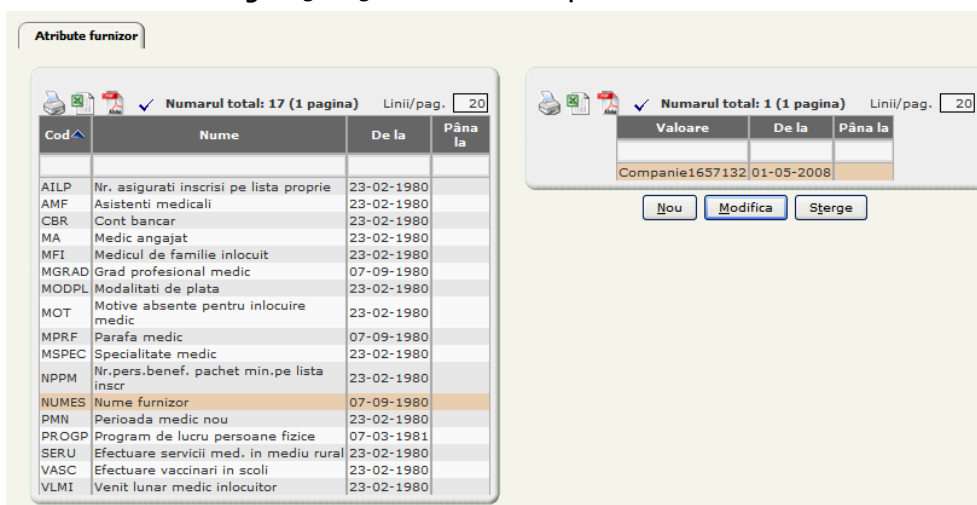 Atribute furnizor
Numarul total: 17 (1 pagina) Linii/pag. 20
Cod Nume De la Pâna la
AILP Nr. asigurati inscrisi pe lista proprie 23-02-1980
AMF Asistenti medicali 23-02-1980
CBR Cont bancar 23-02-1980
MA Medic angajat 23-02-1980
MFI Medicul de familie inlocuit 23-02-1980
MGRAD Grad profesional medic 07-09-1980
MODPL Modalitati de plata 23-02-1980
MOT Motive absente pentru inlocuire medic 23-02-1980
MPRF Parafa medic 07-09-1980
MSPEC Specialitate medic 23-02-1980
NPPM Nr.pers.benef. pachet min.pe lista inscr 23-02-1980
NUMES Nume furnizor 07-09-1980
PMN Perioada medic nou 23-02-1980
PROGP Program de lucru persoane fizice 07-03-1981
SERU Efectuare servicii med. in mediu rural 23-02-1980
VASC Efectuare vaccinari in scoli 23-02-1980
VLMI Venit lunar medic inlocuitor 23-02-1980
Numarul total: 1 (1 pagina) Linii/pag. 20
Valoare De la Pâna la
Companie1657132 01-05-2008
Nou Modifica Sterge